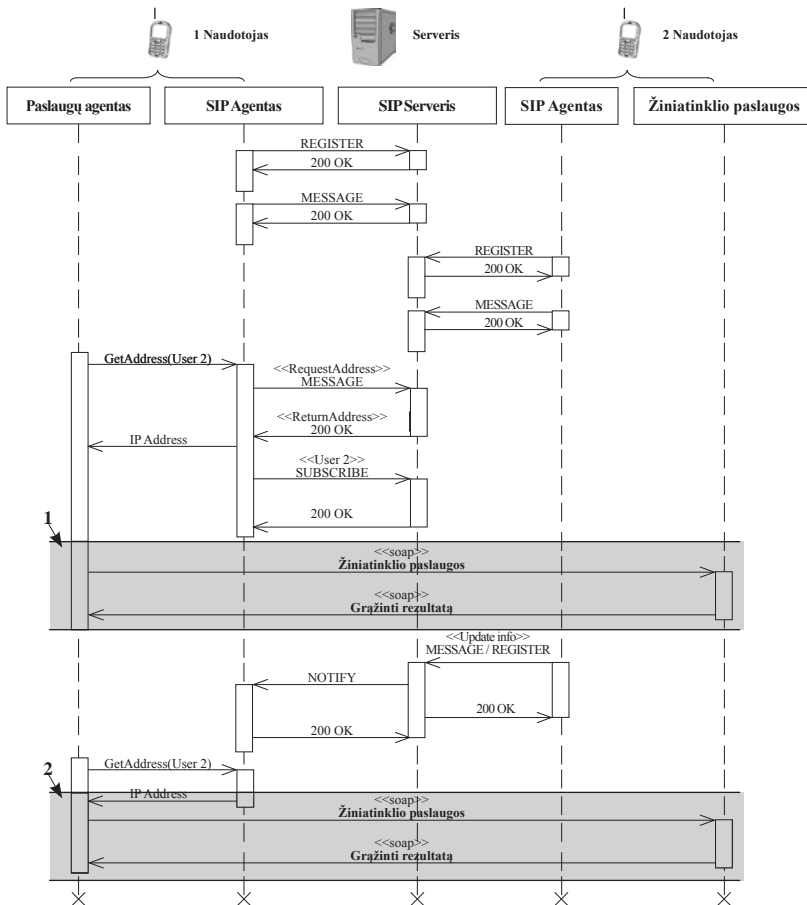 1 Naudotojas
Serveris
2 Naudotojas
Paslaugų agentas
SIP Agentas
SIP Serveris
SIP Agentas
Žiniatinklio paslaugos
REGISTER
200 OK
MESSAGE
200 OK
REGISTER
200 OK
MESSAGE
200 OK
GetAddress(User 2)
<<RequestAddress>>
MESSAGE
<<ReturnAddress>>
200 OK
IP Address
<<User 2>>
SUBSCRIBE
200 OK
1
<<soap>>
Žiniatinklio paslaugos
<<soap>>
Grąžinti rezultatą
<<Update info>>
MESSAGE / REGISTER
NOTIFY
200 OK
200 OK
GetAddress(User 2)
2
IP Address
<<soap>>
Žiniatinklio paslaugos
<<soap>>
Grąžinti rezultatą